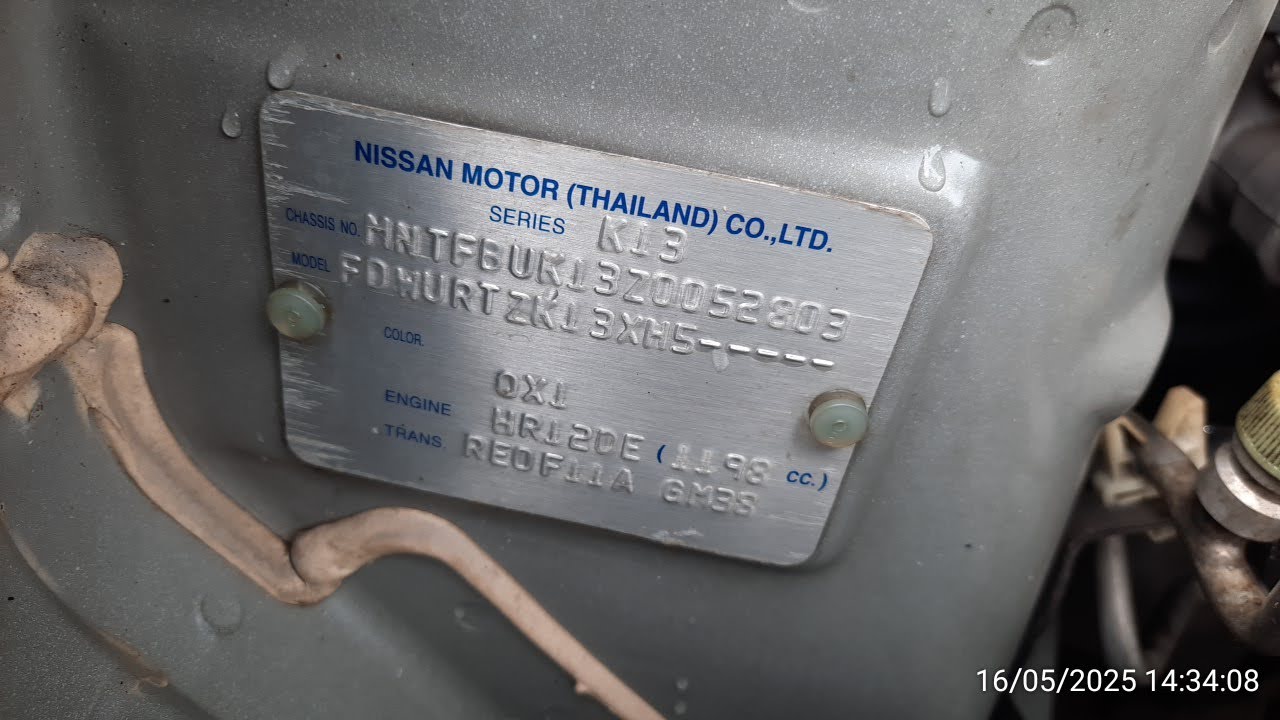 NISSAN MOTOR (THAILAND) CO.,LTD.
SERIES K13
CHASSIS NO. MNTFBUK13Z0052803
MODEL FDWURTZK13XH5-----
COLOR.
QX1
ENGINE HR12DE (1198 cc.)
TRANS. RE0F11A GM38
16/05/2025 14:34:08